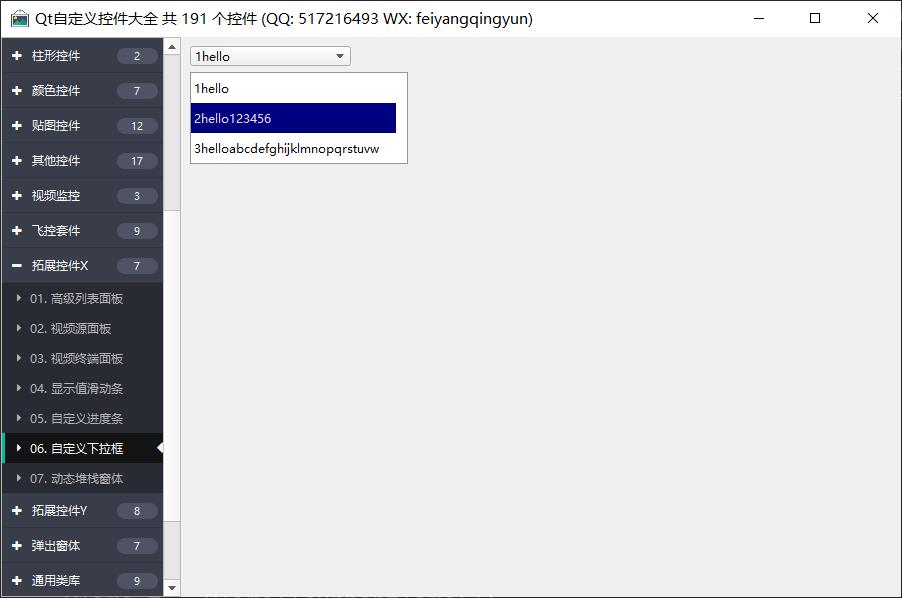 Qt自定义控件大全 共 191 个控件 (QQ: 517216493 WX: feiyangqingyun)
柱形控件 2
颜色控件 7
贴图控件 12
其他控件 17
视频监控 3
飞控套件 9
拓展控件X 7
01. 高级列表面板
02. 视频源面板
03. 视频终端面板
04. 显示值滑动条
05. 自定义进度条
06. 自定义下拉框
07. 动态堆栈窗体
拓展控件Y 8
弹出窗体 7
通用类库 9
1hello
1hello
2hello123456
3helloabcdefghijklmnopqrstuvw